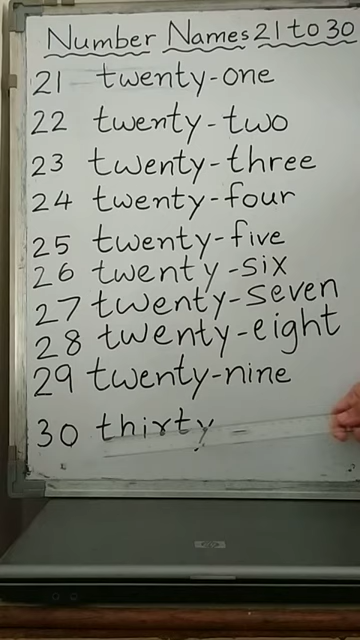 Number Names 21 to 30
21 twenty-one
22 twenty-two
23 twenty-three
24 twenty-four
25 twenty-five
26 twenty-six
27 twenty-seven
28 twenty-eight
29 twenty-nine
30 thirty